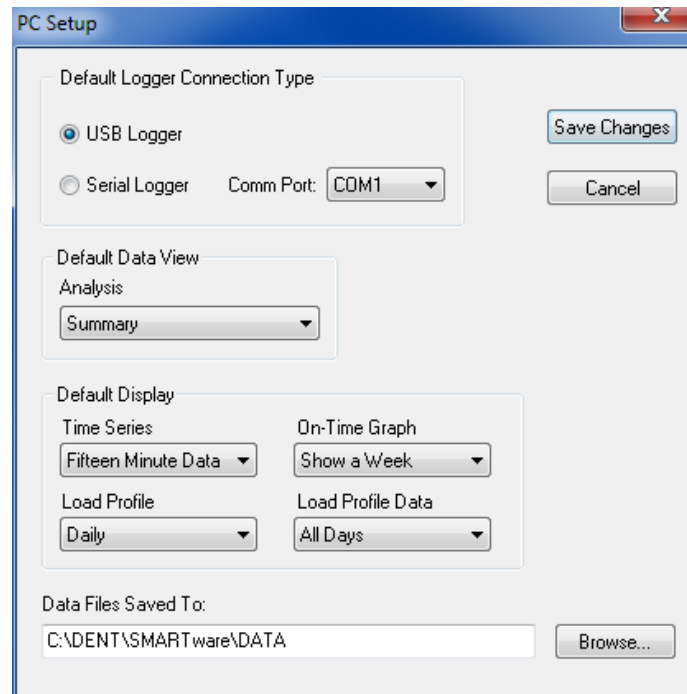 PC Setup
Default Logger Connection Type
USB Logger
Save Changes
Serial Logger Comm Port: COM1
Cancel
Default Data View
Analysis
Summary
Default Display
Time Series On-Time Graph
Fifteen Minute Data Show a Week
Load Profile Load Profile Data
Daily All Days
Data Files Saved To:
C:\DENT\SMARTware\DATA Browse...